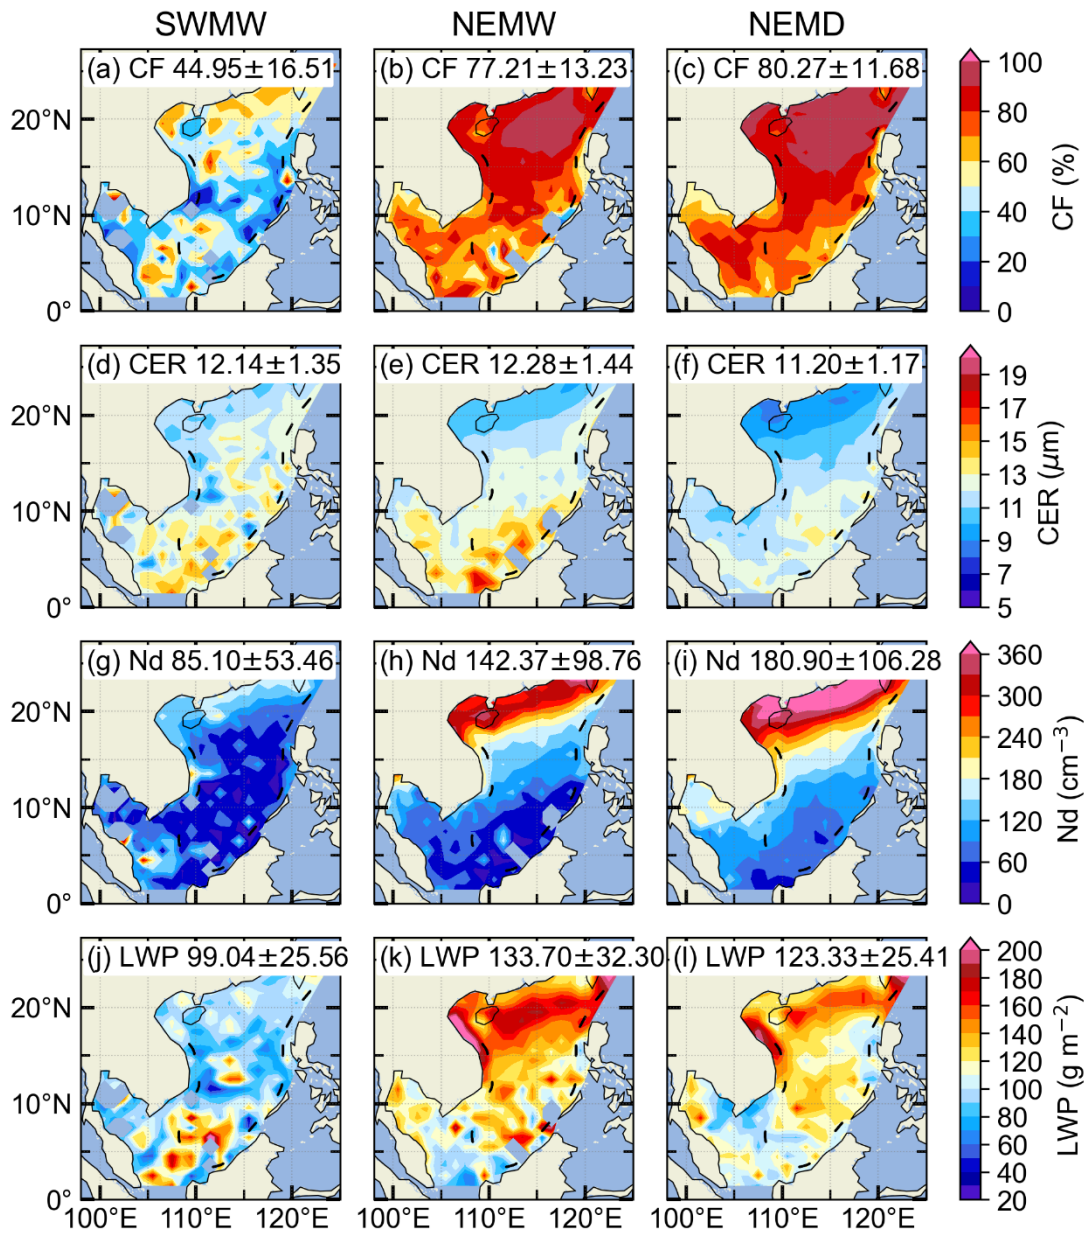 SWMW NEMW NEMD
(a) CF 44.95±16.51 (b) CF 77.21±13.23 (c) CF 80.27±11.68
20°N
10°N
0°
100
80
60
40
20
0
CF (%)
(d) CER 12.14±1.35 (e) CER 12.28±1.44 (f) CER 11.20±1.17
20°N
10°N
0°
19
17
15
13
11
9
7
5
CER (μm)
(g) Nd 85.10±53.46 (h) Nd 142.37±98.76 (i) Nd 180.90±106.28
20°N
10°N
0°
360
300
240
180
120
60
0
Nd (cm⁻³)
(j) LWP 99.04±25.56 (k) LWP 133.70±32.30 (l) LWP 123.33±25.41
20°N
10°N
0°
200
180
160
140
120
100
80
60
40
20
LWP (g m⁻²)
100°E 110°E 120°E 100°E 110°E 120°E 100°E 110°E 120°E